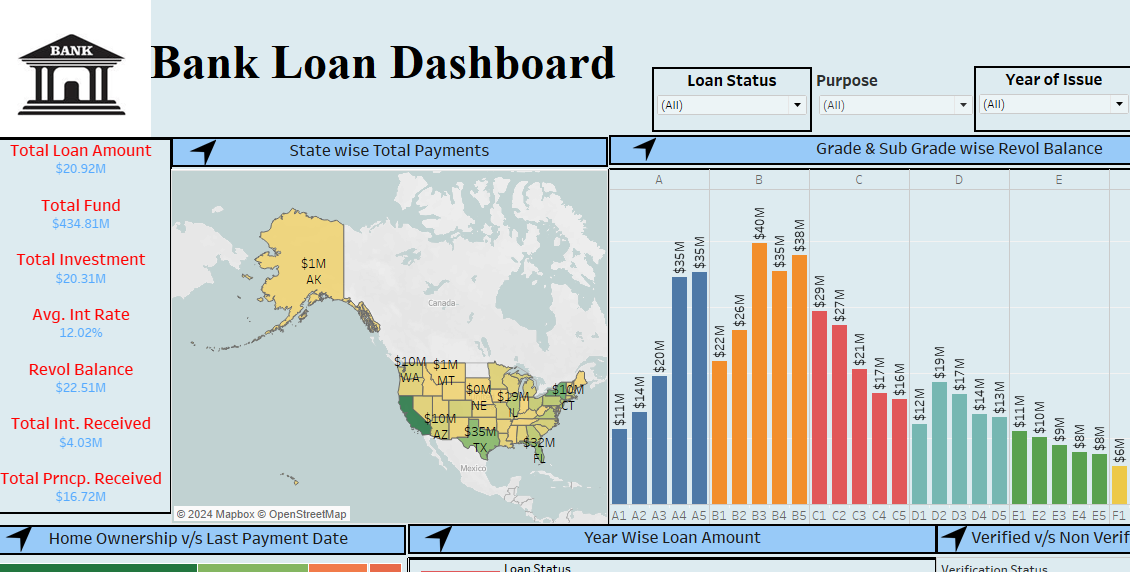 BANK
Bank Loan Dashboard
Loan Status
(All)
Purpose
(All)
Year of Issue
(All)
Total Loan Amount
$20.92M
Total Fund
$434.81M
Total Investment
$20.31M
Avg. Int Rate
12.02%
Revol Balance
$22.51M
Total Int. Received
$4.03M
Total Prncp. Received
$16.72M
State wise Total Payments
$1M
AK
Canada
$10M
WA
$1M
MT
$0M
NE
$19M
IL
$10M
CT
$10M
AZ
$35M
TX
$32M
FL
Mexico
© 2024 Mapbox © OpenStreetMap
Grade & Sub Grade wise Revol Balance
A B C D E
$11M $14M $20M $35M $35M $22M $26M $40M $35M $38M $29M $27M $21M $17M $16M $12M $19M $17M $14M $13M $11M $10M $9M $8M $8M $6M
A1 A2 A3 A4 A5 B1 B2 B3 B4 B5 C1 C2 C3 C4 C5 D1 D2 D3 D4 D5 E1 E2 E3 E4 E5 F1
Home Ownership v/s Last Payment Date
Year Wise Loan Amount
Verified v/s Non Verif
Loan Status
Verification Status